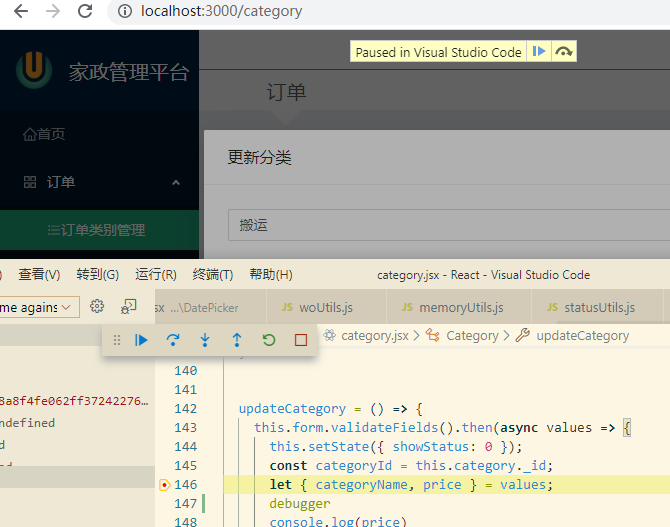 localhost:3000/category
Paused in Visual Studio Code
家政管理平台
订单
首页
更新分类
订单
订单类别管理
搬运
) 查看(V) 转到(G) 运行(R) 终端(T) 帮助(H) category.jsx - React - Visual Studio Code
me agains sx ...\DatePicker JS woUtils.js JS memoryUtils.js JS statusUtils.js
category.jsx > Category > updateCategory
140
141
8a8f4fe062ff37242276...
ndefined
d
142 updateCategory = () => {
143 this.form.validateFields().then(async values => {
144 this.setState({ showStatus: 0 });
145 const categoryId = this.category._id;
146 let { categoryName, price } = values;
147 debugger
148 console.log(price)